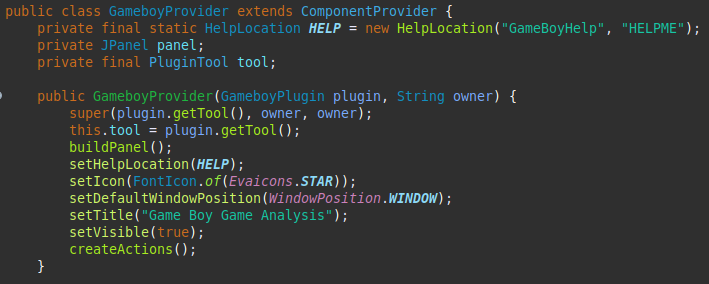 public class GameboyProvider extends ComponentProvider {
    private final static HelpLocation HELP = new HelpLocation("GameBoyHelp", "HELPME");
    private JPanel panel;
    private final PluginTool tool;

    public GameboyProvider(GameboyPlugin plugin, String owner) {
        super(plugin.getTool(), owner, owner);
        this.tool = plugin.getTool();
        buildPanel();
        setHelpLocation(HELP);
        setIcon(FontIcon.of(Evaicons.STAR));
        setDefaultWindowPosition(WindowPosition.WINDOW);
        setTitle("Game Boy Game Analysis");
        setVisible(true);
        createActions();
    }